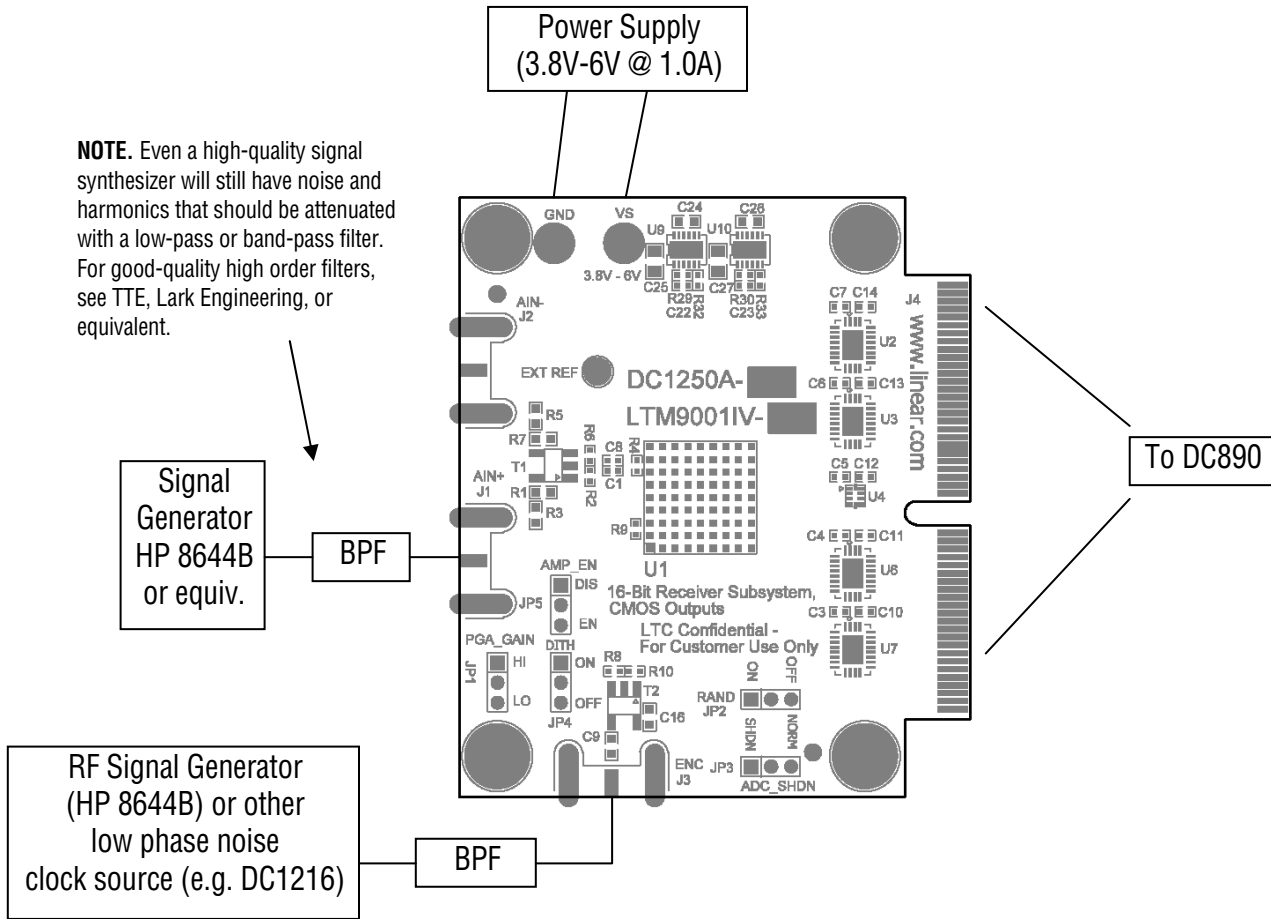 Power Supply
(3.8V-6V @ 1.0A)
NOTE. Even a high-quality signal
synthesizer will still have noise and
harmonics that should be attenuated
with a low-pass or band-pass filter.
For good-quality high order filters,
see TTE, Lark Engineering, or
equivalent.
GND
VS
C24
C26
U9
U10
3.8V - 6V
C25
R29
C22
R32
C27
R30
C23
R33
AIN-
J2
C7
C14
J4
U2
www.linear.com
EXT REF
DC1250A-
LTM9001IV-
C6
C13
U3
R5
R7
T1
R6
C8
C1
R4
R2
R1
R3
AIN+
J1
C5
C12
U4
To DC890
Signal
Generator
HP 8644B
or equiv.
BPF
R9
U1
C4
C11
U6
AMP_EN
DIS
JP5
EN
16-Bit Receiver Subsystem,
CMOS Outputs
LTC Confidential -
For Customer Use Only
C3
C10
U7
PGA_GAIN
HI
JP1
LO
DITH
ON
OFF
JP4
R8
R10
T2
C16
C9
ENC
J3
ON
OFF
RAND
JP2
SHDN
NORM
JP3
ADC_SHDN
RF Signal Generator
(HP 8644B) or other
low phase noise
clock source (e.g. DC1216)
BPF